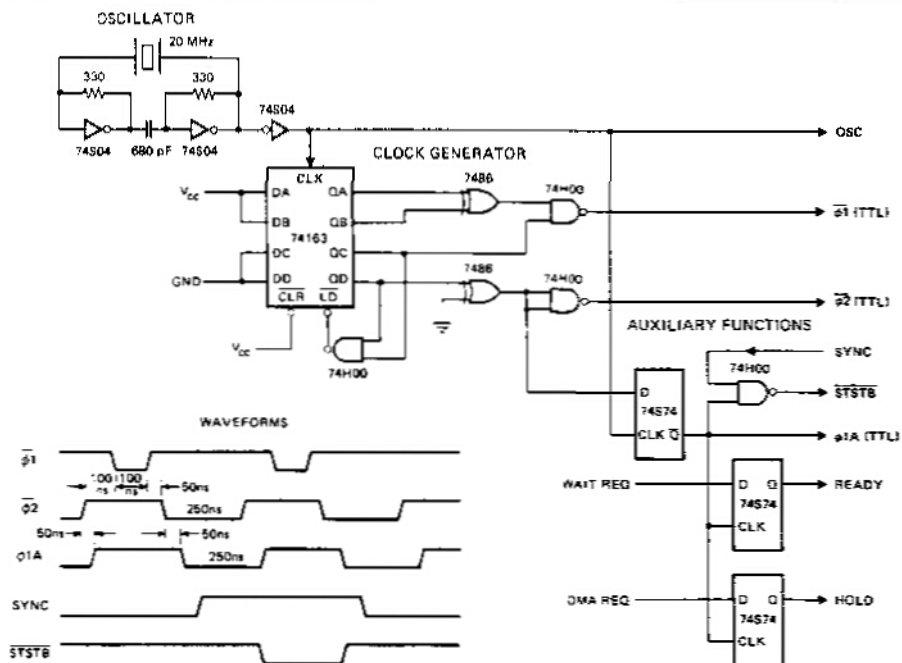 OSCILLATOR
20 MHz
330
330
74S04
680 pF
74S04
74S04
OSC
CLOCK GENERATOR
CLK
DA
QA
DB
QB
74163
DC
QC
DD
QD
CLR
LD
VCC
GND
VCC
7486
74H00
φ1 (TTL)
7486
74H00
φ2 (TTL)
74H00
AUXILIARY FUNCTIONS
SYNC
74H00
STSTB
D
74S74
CLK Q
φ1A (TTL)
WAIT REQ
D Q
74S74
CLK
READY
DMA REQ
D Q
74S74
CLK
HOLD
WAVEFORMS
φ1
100 ns
100 ns
50ns
φ2
250ns
50ns
50ns
φ1A
250ns
SYNC
STSTB